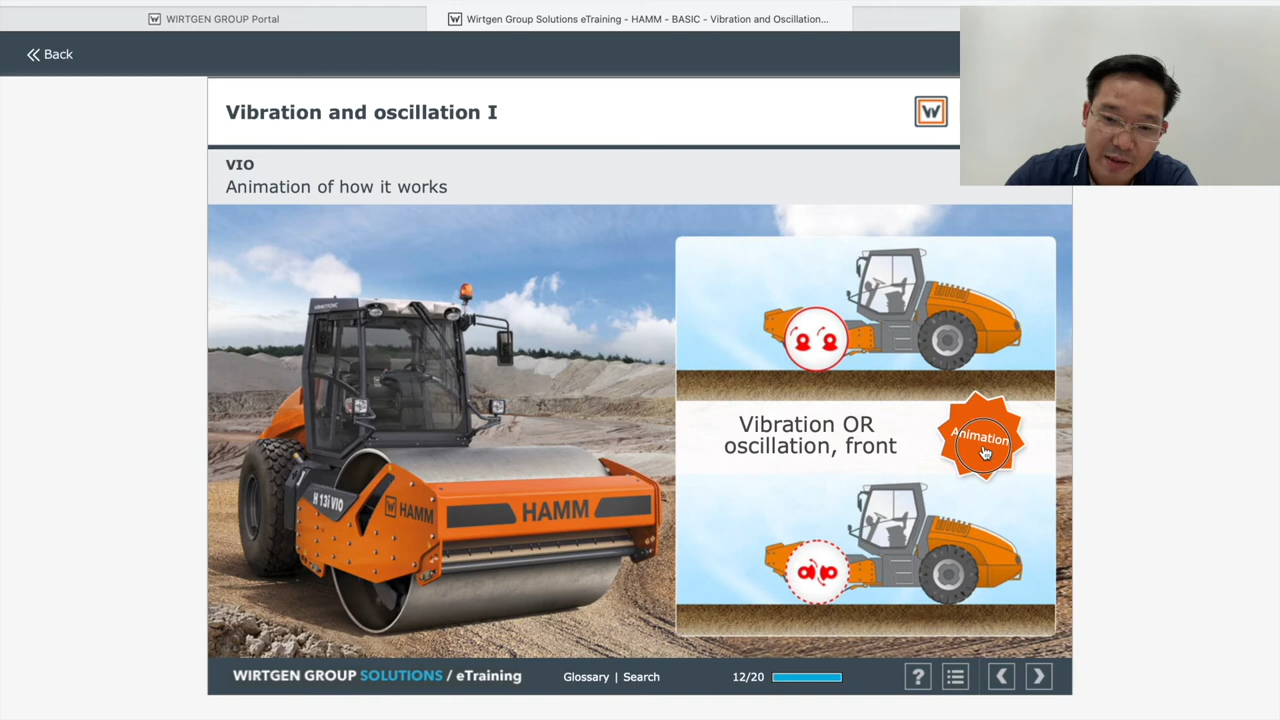 WIRTGEN GROUP Portal
Wirtgen Group Solutions eTraining - HAMM - BASIC - Vibration and Oscillation...
Back
Vibration and oscillation I
W
VIO
Animation of how it works
Vibration OR
oscillation, front
Animation
H 13i VIO
HAMM
HAMM
WIRTGEN GROUP SOLUTIONS / eTraining
Glossary | Search
12/20
?